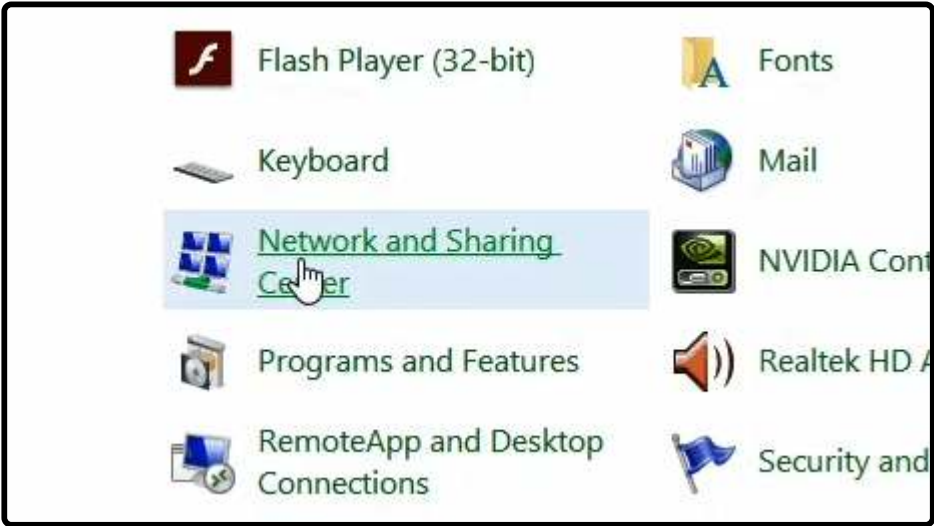 Flash Player (32-bit)
Fonts
Keyboard
Mail
Network and Sharing
NVIDIA
Programs and Features
Realtek HD
RemoteApp and Desktop
Connections
Security and